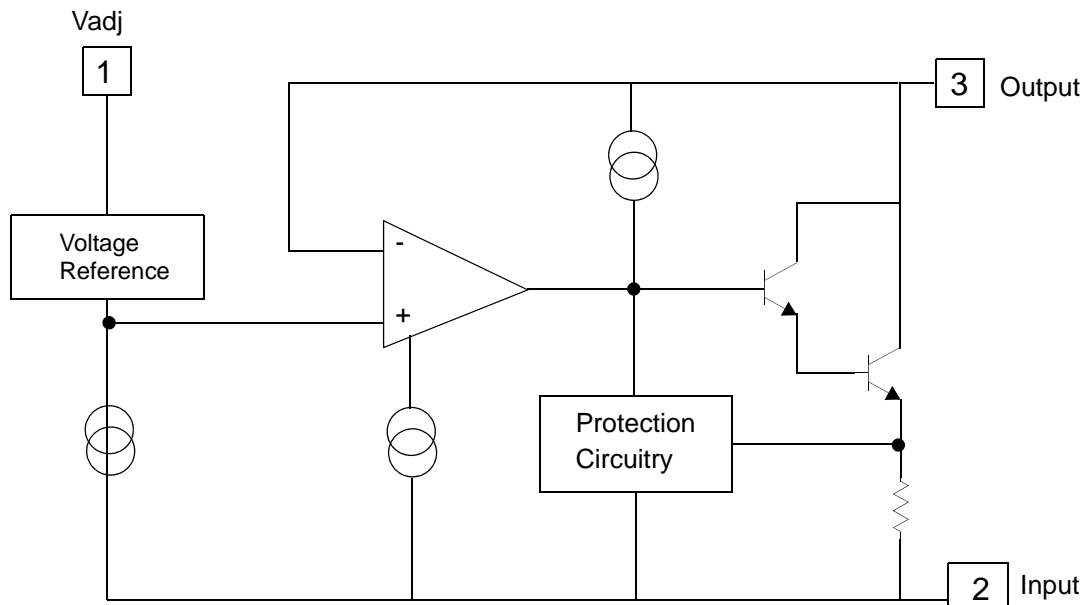 Vadj
1
3 Output
Voltage
Reference
-
+
Protection
Circuitry
2 Input